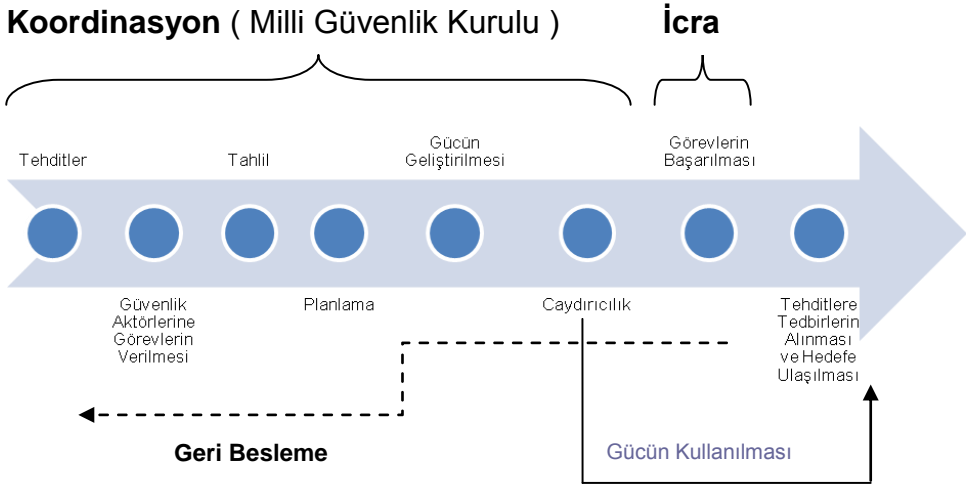 Koordinasyon ( Milli Güvenlik Kurulu )
İcra
Tehditler
Tahlil
Gücün
Geliştirilmesi
Görevlerin
Başarılması
Güvenlik
Aktörlerine
Görevlerin
Verilmesi
Planlama
Caydırıcılık
Tehditlere
Tedbirlerin
Alınması
ve Hedefe
Ulaşılması
Geri Besleme
Gücün Kullanılması